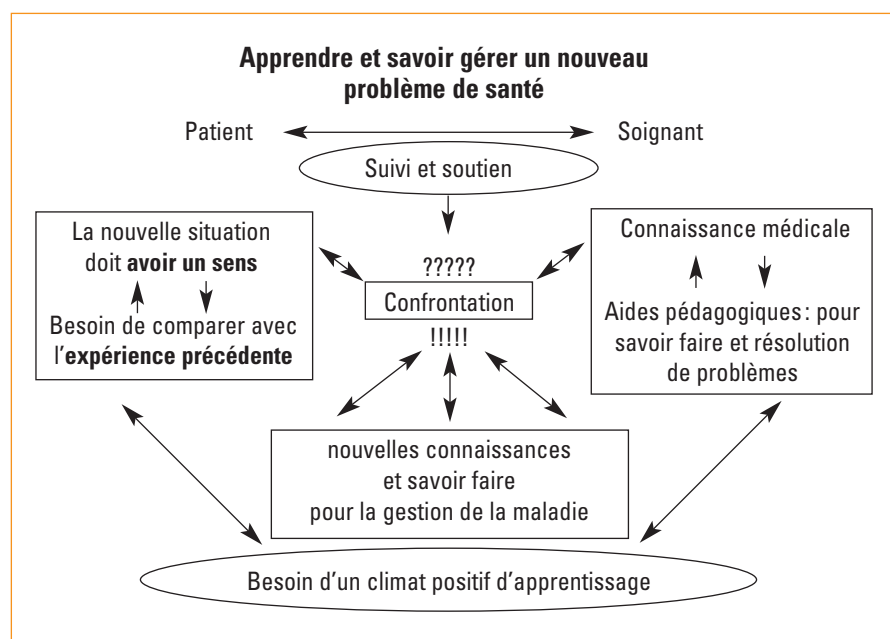 Apprendre et savoir gérer un nouveau
problème de santé
Patient
Soignant
Suivi et soutien
La nouvelle situation
doit avoir un sens
Besoin de comparer avec
l'expérience précédente
?????
Confrontation
!!!!!
Connaissance médicale
Aides pédagogiques : pour
savoir faire et résolution
de problèmes
nouvelles connaissances
et savoir faire
pour la gestion de la maladie
Besoin d'un climat positif d'apprentissage